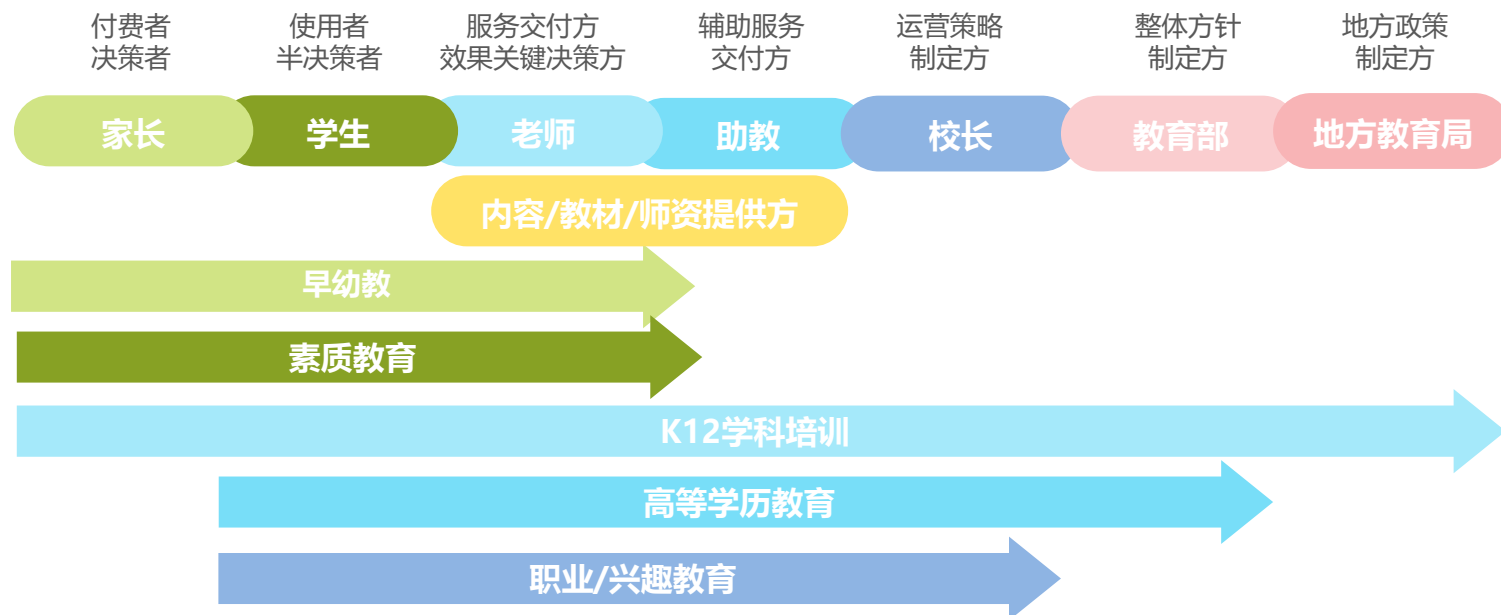 付费者
决策者
使用者
半决策者
服务交付方
效果关键决策方
辅助服务
交付方
运营策略
制定方
整体方针
制定方
地方政策
制定方
家长
学生
老师
助教
校长
教育部
地方教育局
内容/教材/师资提供方
早幼教
素质教育
K12学科培训
高等学历教育
职业/兴趣教育